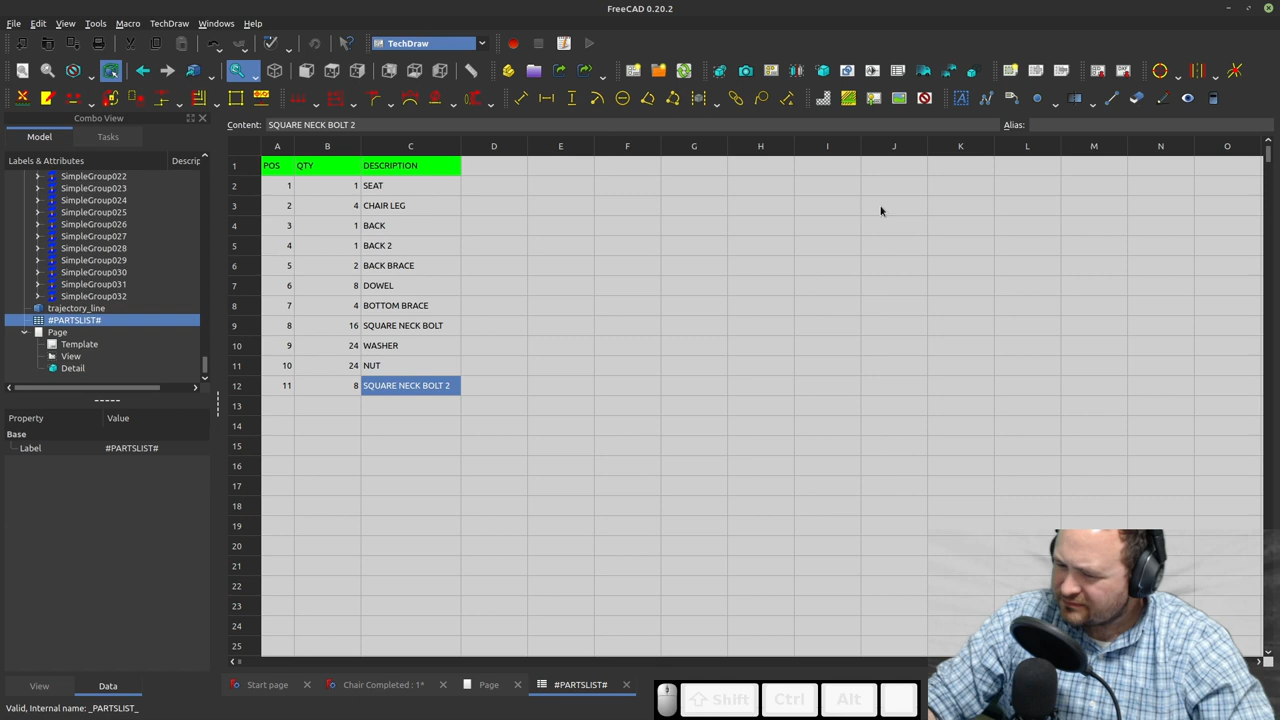 FreeCAD 0.20.2
File Edit View Tools Macro TechDraw Windows Help
TechDraw
Combo View
Content: SQUARE NECK BOLT 2 Alias:
Model Tasks
Labels & Attributes Descrip
SimpleGroup022
SimpleGroup023
SimpleGroup024
SimpleGroup025
SimpleGroup026
SimpleGroup027
SimpleGroup028
SimpleGroup029
SimpleGroup030
SimpleGroup031
SimpleGroup032
trajectory_line
#PARTSLIST#
Page
Template
View
Detail
Property Value
Base
Label #PARTSLIST#
View Data
Valid, Internal name: _PARTSLIST_
A B C D E F G H I J K L M N O
1 POS QTY DESCRIPTION
2 1 1 SEAT
3 2 4 CHAIR LEG
4 3 1 BACK
5 4 1 BACK 2
6 5 2 BACK BRACE
7 6 8 DOWEL
8 7 4 BOTTOM BRACE
9 8 16 SQUARE NECK BOLT
10 9 24 WASHER
11 10 24 NUT
12 11 8 SQUARE NECK BOLT 2
13
14
15
16
17
18
19
20
21
22
23
24
25
Start page Chair Completed : 1* Page #PARTSLIST#
Shift Ctrl Alt